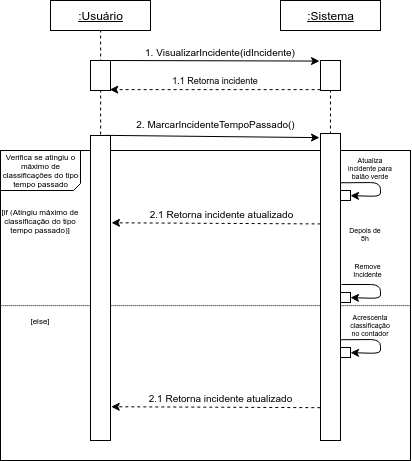 :Usuário
:Sistema
1. VisualizarIncidente(idIncidente)
1.1 Retorna incidente
2. MarcarIncidenteTempoPassado()
Verifica se atingiu o
máximo de
classificações do tipo
tempo passado
Atualiza
incidente para
balão verde
[if (Atingiu máximo de
classificação do tipo
tempo passado)]
2.1 Retorna incidente atualizado
Depois de
5h
Remove
Incidente
[else]
Acrescenta
classificação
no contador
2.1 Retorna incidente atualizado